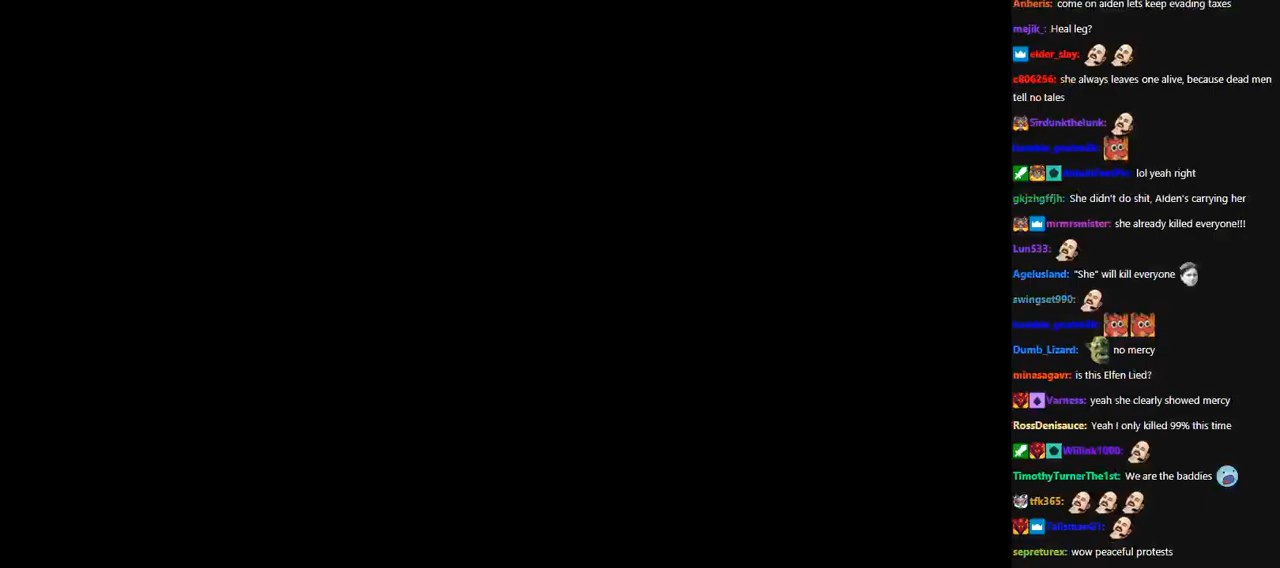 Anheris: come on aiden lets keep evading taxes
majik_: Heal leg?
elder_slay:
c806256: she always leaves one alive, because dead men
tell no tales
Sirdunkthelunk:
lol yeah right
gkjzhgffjh: She didn't do shit, AIden's carrying her
mrmrsinister: she already killed everyone!!!
Lun533:
Ageiusland: "She" will kill everyone
swingset990:
Dumb_Lizard: no mercy
minasagavr: is this Elfen Lied?
Varness: yeah she clearly showed mercy
RossDenisauce: Yeah I only killed 99% this time
Willink1000:
TimothyTurnerThe1st: We are the baddies
tfk365:
sepreturex: wow peaceful protests